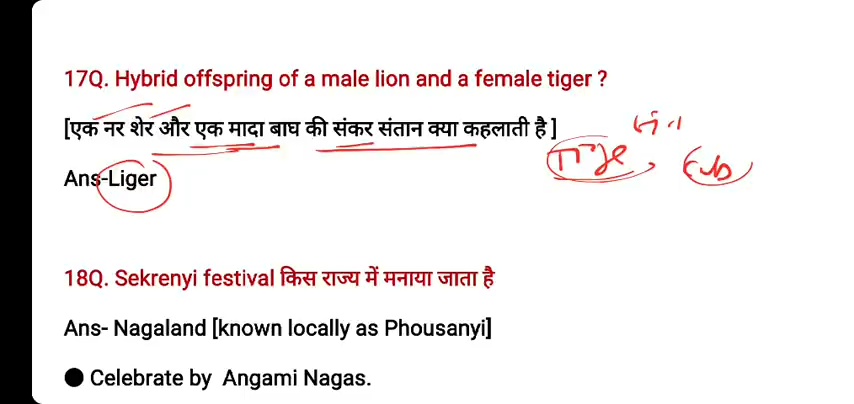 17Q. Hybrid offspring of a male lion and a female tiger ?
[एक नर शेर और एक मादा बाघ की संकर संतान क्या कहलाती है ]
Ans-Liger
18Q. Sekrenyi festival किस राज्य में मनाया जाता है
Ans- Nagaland [known locally as Phousanyi]
● Celebrate by Angami Nagas.